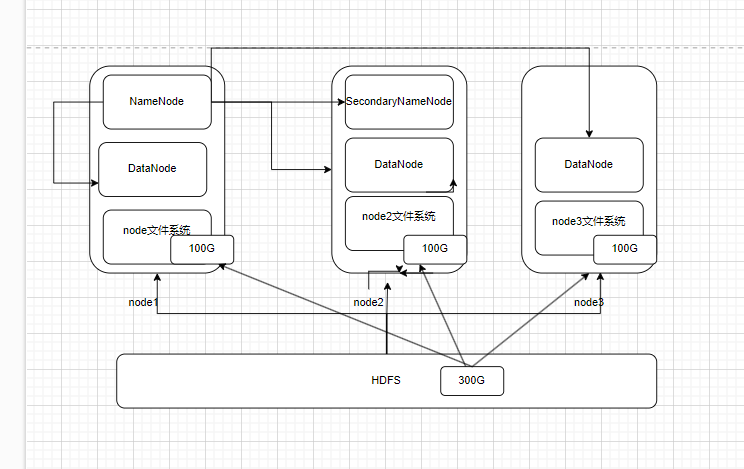 NameNode
SecondaryNameNode
DataNode
DataNode
DataNode
node文件系统
node2文件系统
node3文件系统
100G
100G
100G
node1
node2
node3
HDFS
300G